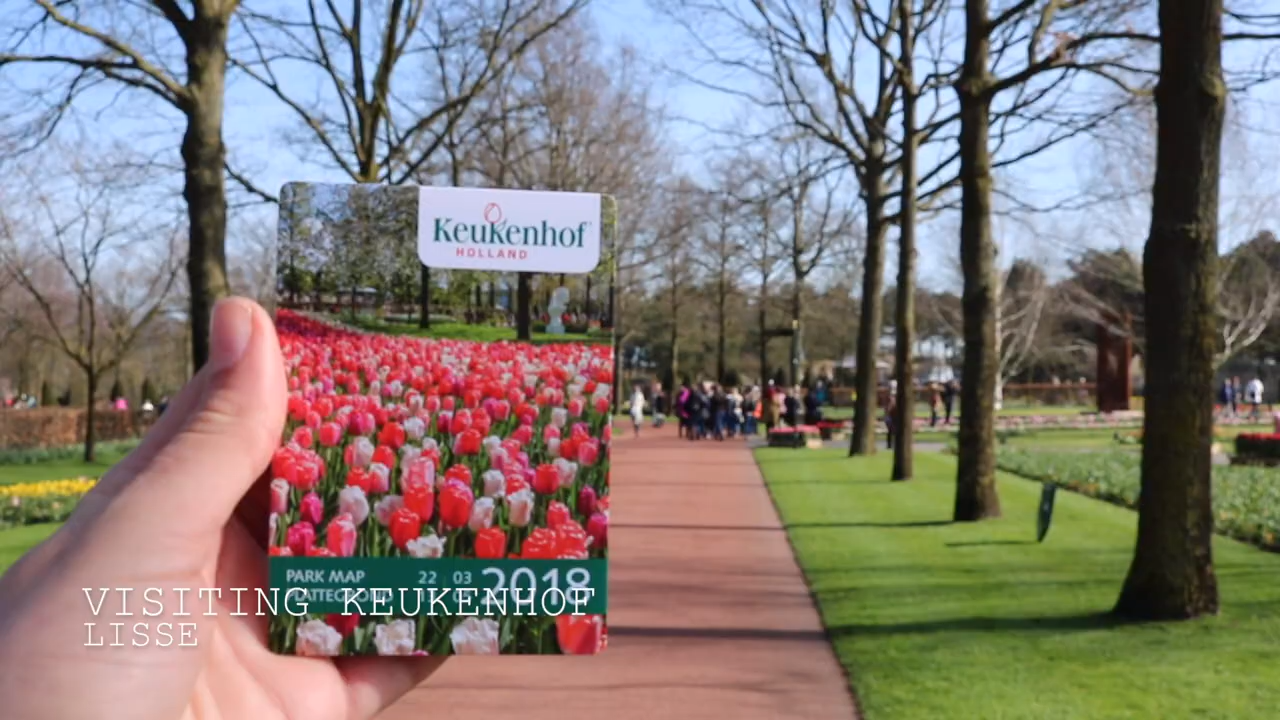 Keukenhof
HOLLAND
PARK MAP 22 03 2018
VISITING KEUKENHOF
LISSE